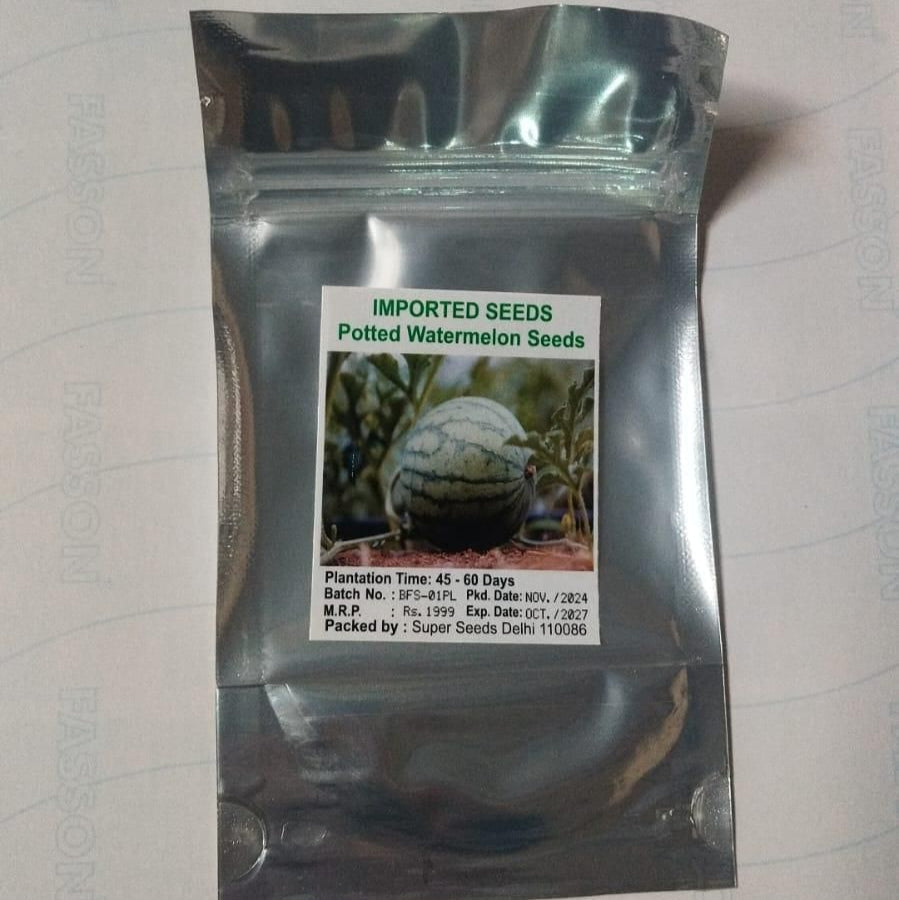 IMPORTED SEEDS
Potted Watermelon Seeds
Plantation Time: 45 - 60 Days
Batch No. : BFS-01PL Pkd. Date: NOV. / 2024
M.R.P. : Rs. 1999 Exp. Date: OCT. / 2027
Packed by : Super Seeds Delhi 110086
FASSON
FASSON
FASSON
FASSON
FASSON